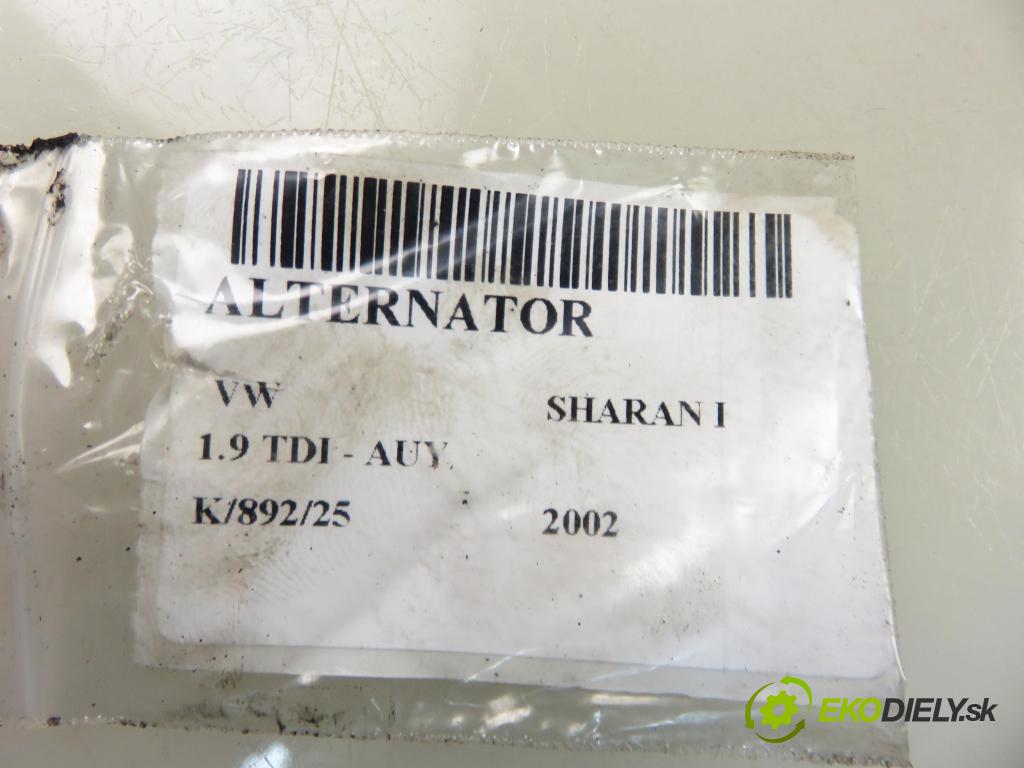 ALTERNATOR
VW SHARAN I
1.9 TDI - AUY
K/892/25 2002
EKODIELY.sk